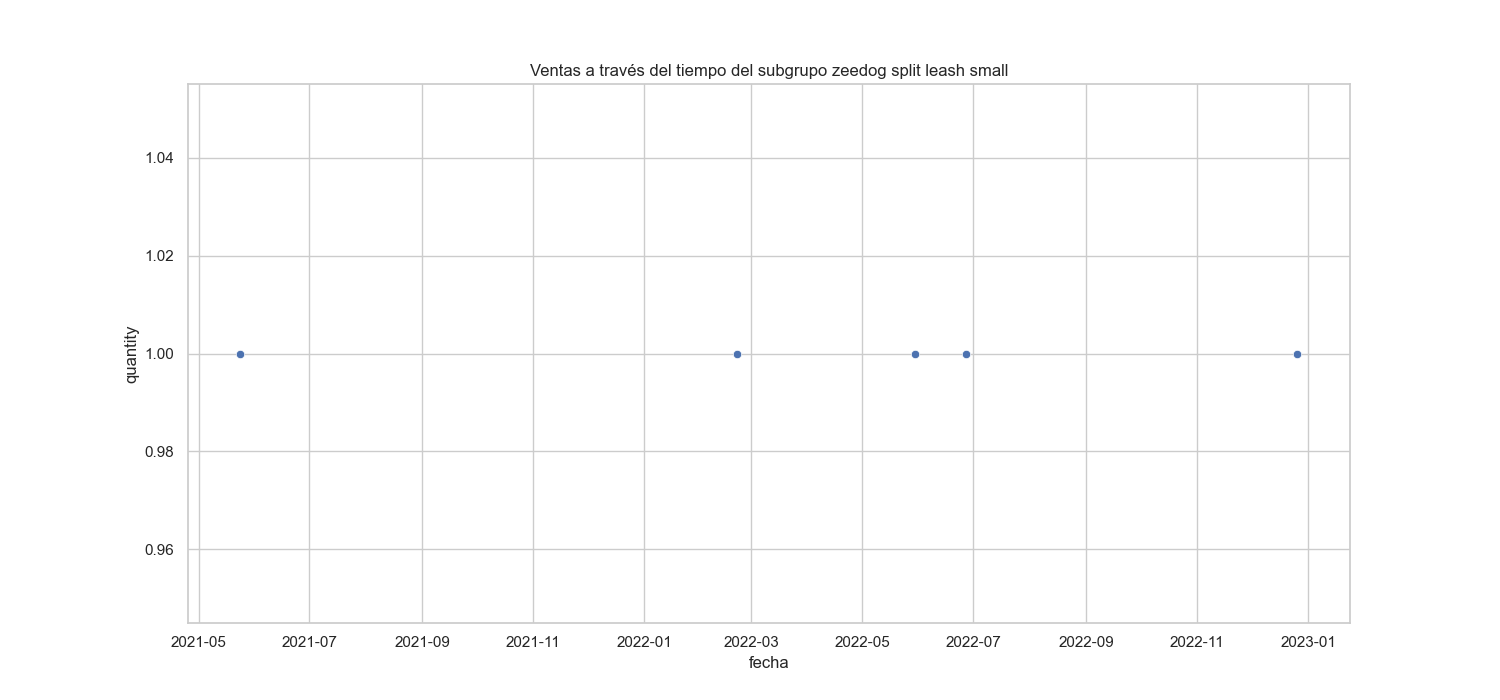 Ventas a través del tiempo del subgrupo zeedog split leash small
1.04
1.02
1.00
0.98
0.96
quantity
2021-05 2021-07 2021-09 2021-11 2022-01 2022-03 2022-05 2022-07 2022-09 2022-11 2023-01
fecha